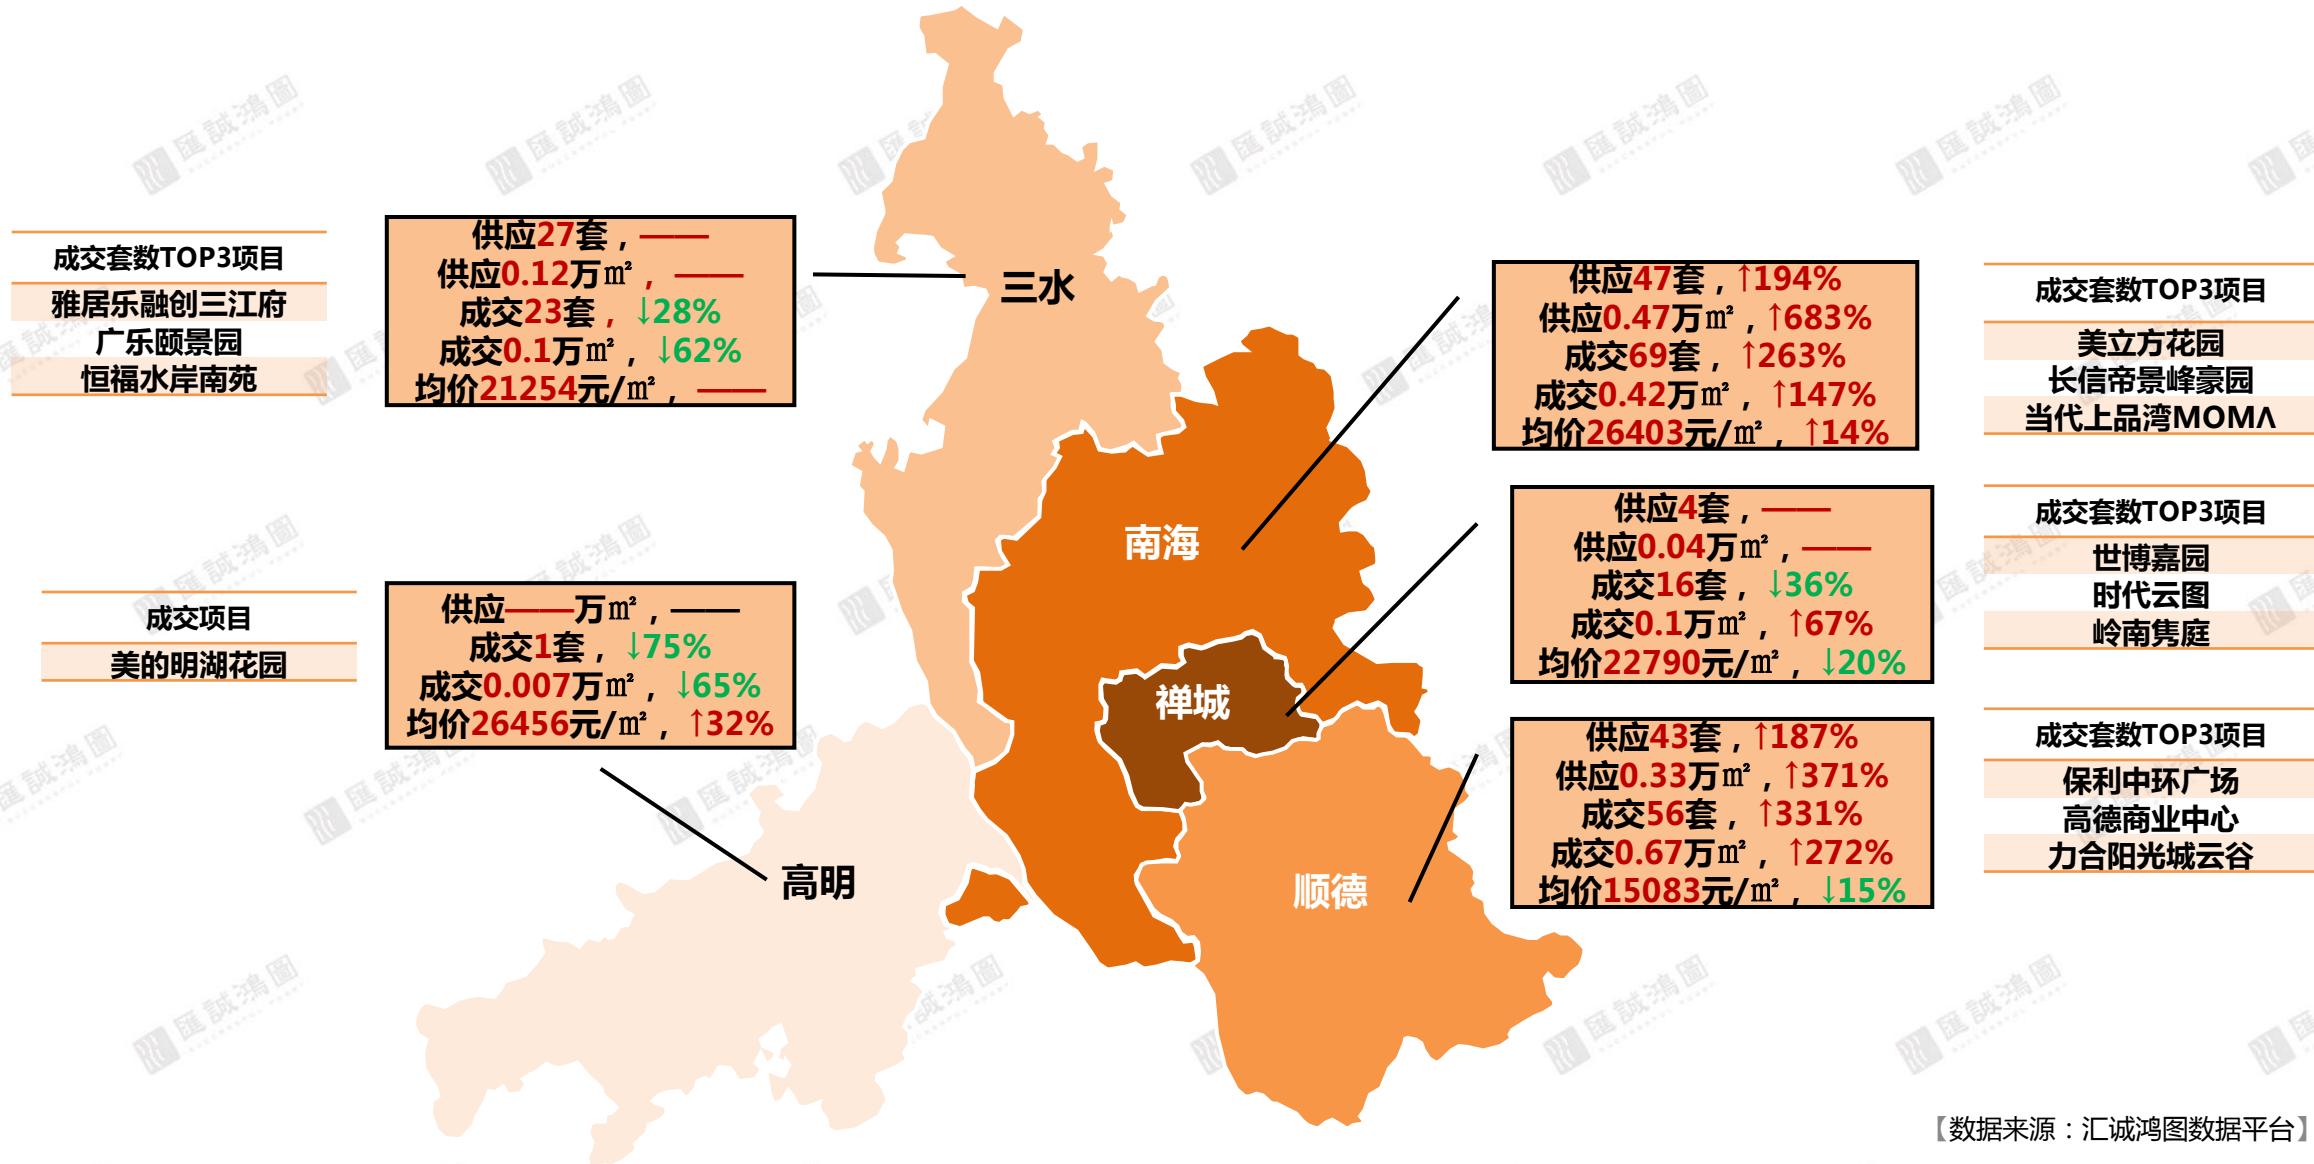 成交套数TOP3项目
雅居乐融创三江府
广乐颐景园
恒福水岸南苑
供应27套，——
供应0.12万㎡，——
成交23套，↓28%
成交0.1万㎡，↓62%
均价21254元/㎡，——
三水
供应47套，↑194%
供应0.47万㎡，↑683%
成交69套，↑263%
成交0.42万㎡，↑147%
均价26403元/㎡，↑14%
成交套数TOP3项目
美立方花园
长信帝景峰豪园
当代上品湾MOMΛ
南海
供应4套，——
供应0.04万㎡，——
成交16套，↓36%
成交0.1万㎡，↑67%
均价22790元/㎡，↓20%
成交套数TOP3项目
世博嘉园
时代云图
岭南隽庭
成交项目
美的明湖花园
供应——万㎡，——
成交1套，↓75%
成交0.007万㎡，↓65%
均价26456元/㎡，↑32%
禅城
供应43套，↑187%
供应0.33万㎡，↑371%
成交56套，↑331%
成交0.67万㎡，↑272%
均价15083元/㎡，↓15%
成交套数TOP3项目
保利中环广场
高德商业中心
力合阳光城云谷
高明
顺德
【数据来源：汇诚鸿图数据平台】
匯誠鴻圖